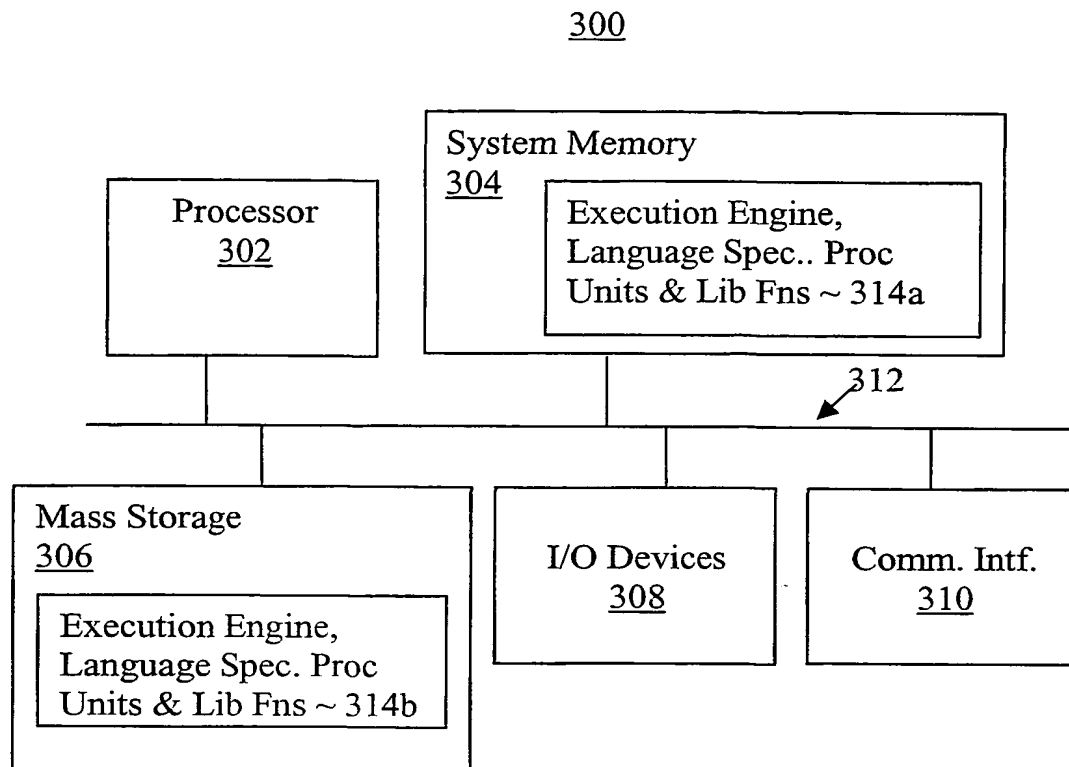 300
System Memory
304
Execution Engine,
Language Spec.. Proc
Units & Lib Fns ~ 314a
Processor
302
312
Mass Storage
306
Execution Engine,
Language Spec. Proc
Units & Lib Fns ~ 314b
I/O Devices
308
Comm. Intf.
310